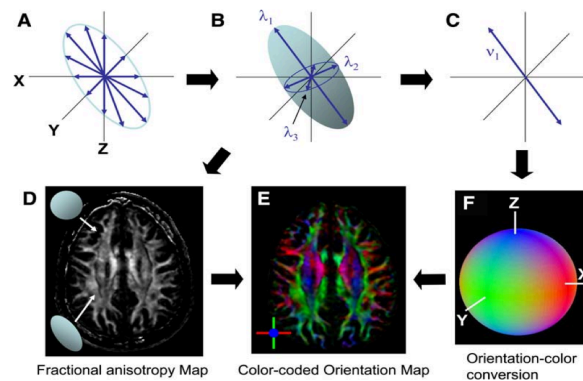 A
B
C
λ1
λ2
λ3
ν1
X
Y
Z
D
E
F
Z
X
Y
Fractional anisotropy Map
Color-coded Orientation Map
Orientation-color
conversion